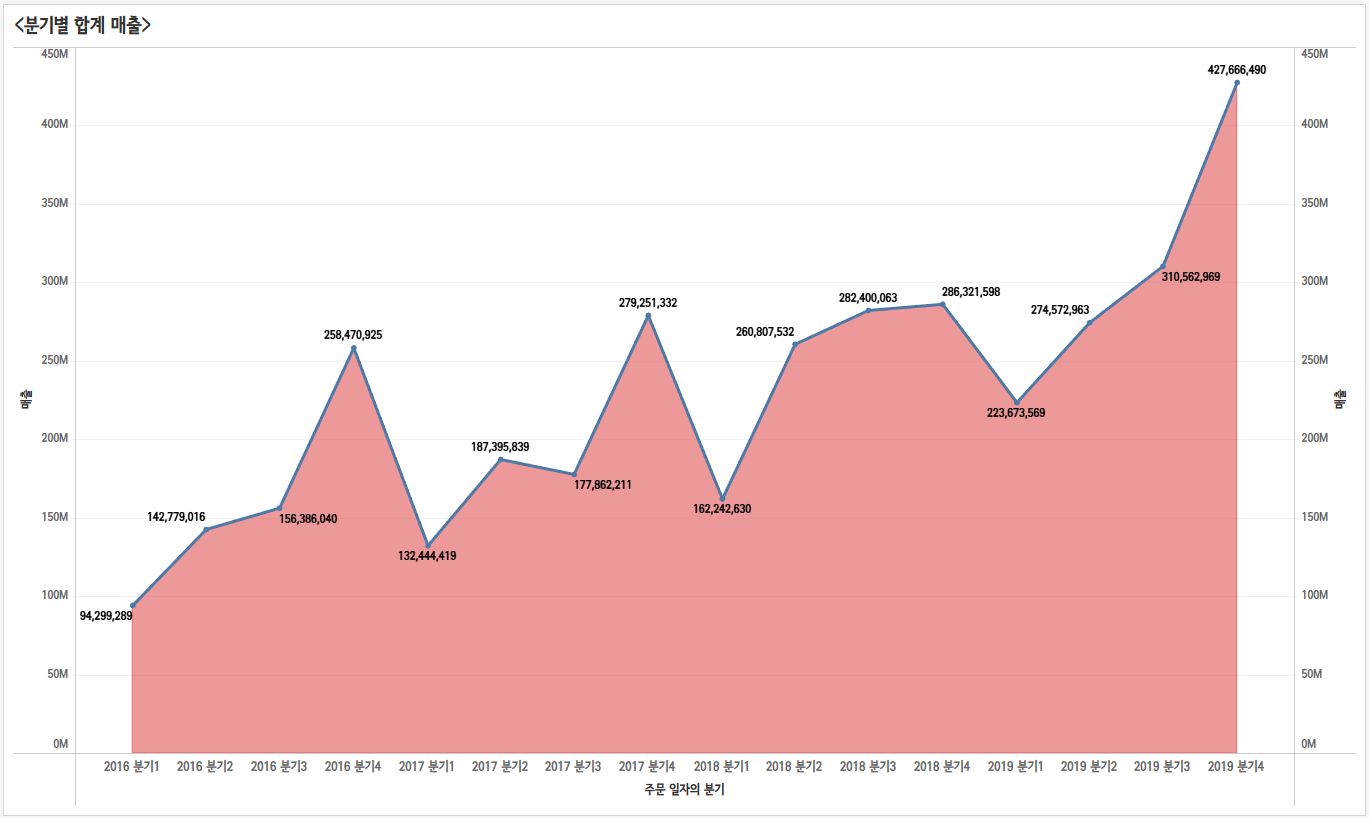 <분기별 합계 매출>
450M
400M
350M
300M
250M
200M
150M
100M
50M
0M
매출
94,299,289
142,779,016
156,386,040
258,470,925
132,444,419
187,395,839
177,862,211
279,251,332
162,242,630
260,807,532
282,400,063
286,321,598
223,673,569
274,572,963
310,562,969
427,666,490
450M
400M
350M
300M
250M
200M
150M
100M
50M
0M
매출
2016 분기1 2016 분기2 2016 분기3 2016 분기4 2017 분기1 2017 분기2 2017 분기3 2017 분기4 2018 분기1 2018 분기2 2018 분기3 2018 분기4 2019 분기1 2019 분기2 2019 분기3 2019 분기4
주문 일자의 분기